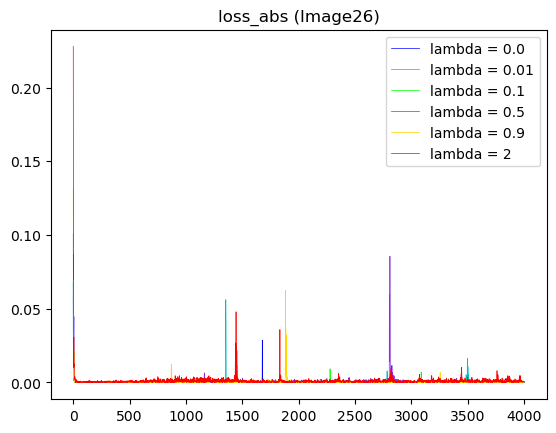 loss_abs (Image26)
lambda = 0.0
lambda = 0.01
lambda = 0.1
lambda = 0.5
lambda = 0.9
lambda = 2
0.20
0.15
0.10
0.05
0.00
0 500 1000 1500 2000 2500 3000 3500 4000